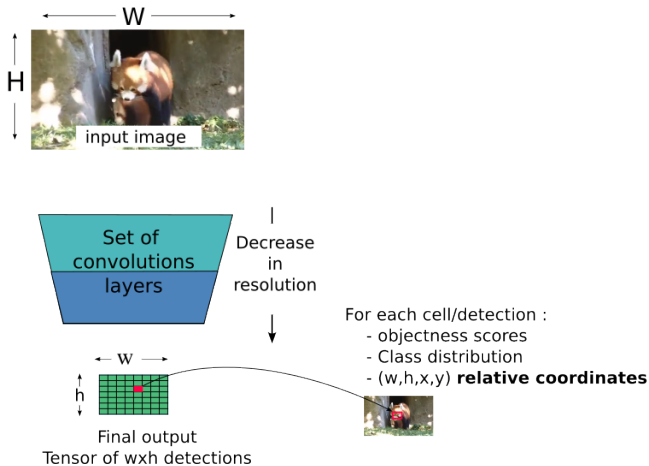 W
H
input image
Set of
convolutions
layers
Decrease
in
resolution
For each cell/detection :
- objectness scores
- Class distribution
- (w,h,x,y) relative coordinates
w
h
Final output
Tensor of wxh detections